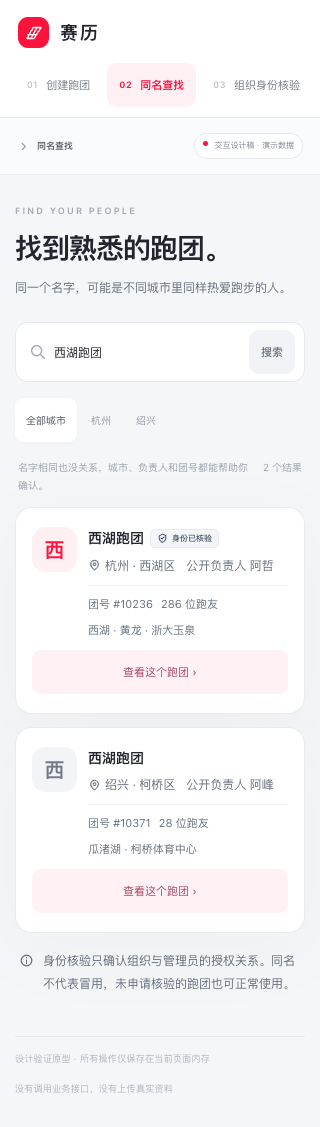 赛历
01 创建跑团
02 同名查找
03 组织身份核验
同名查找
交互设计稿 · 演示数据
FIND YOUR PEOPLE
找到熟悉的跑团。
同一个名字，可能是不同城市里同样热爱跑步的人。
西湖跑团
搜索
全部城市
杭州
绍兴
名字相同也没关系，城市、负责人和团号都能帮助你
确认。
2 个结果
西
西湖跑团
身份已核验
杭州 · 西湖区 公开负责人 阿哲
团号 #10236 286 位跑友
西湖 · 黄龙 · 浙大玉泉
查看这个跑团 ›
西
西湖跑团
绍兴 · 柯桥区 公开负责人 阿峰
团号 #10371 28 位跑友
瓜渚湖 · 柯桥体育中心
查看这个跑团 ›
身份核验只确认组织与管理员的授权关系。同名
不代表冒用，未申请核验的跑团也可正常使用。
设计验证原型 · 所有操作仅保存在当前页面内存
没有调用业务接口，没有上传真实资料